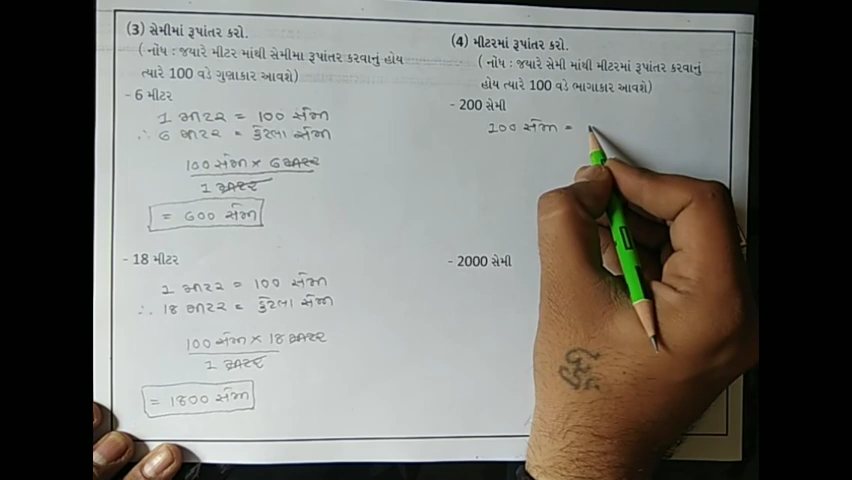 (3) સેમીમાં રૂપાંતર કરો.
( નોંધ : જયારે મીટર માંથી સેમીમા રૂપાંતર કરવાનું હોય
ત્યારે 100 વડે ગુણાકાર આવશે)
- 6 મીટર
1 મીટર = 100 સેમી
∴ 6 મીટર = કેટલા સેમી
100 સેમી × 6 મીટર
1 મીટર
= 600 સેમી
- 18 મીટર
1 મીટર = 100 સેમી
∴ 18 મીટર = કેટલા સેમી
100 સેમી × 18 મીટર
1 મીટર
= 1800 સેમી
(4) મીટરમાં રૂપાંતર કરો.
( નોંધ : જયારે સેમી માંથી મીટરમાં રૂપાંતર કરવાનું
હોય ત્યારે 100 વડે ભાગાકાર આવશે)
- 200 સેમી
100 સેમી =
- 2000 સેમી